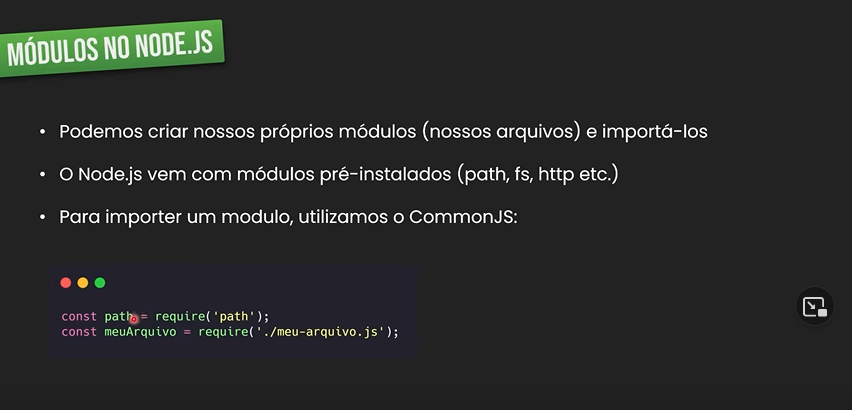 MÓDULOS NO NODE.JS
• Podemos criar nossos próprios módulos (nossos arquivos) e importá-los
• O Node.js vem com módulos pré-instalados (path, fs, http etc.)
• Para importer um modulo, utilizamos o CommonJS:
const path = require('path');
const meuArquivo = require('./meu-arquivo.js');